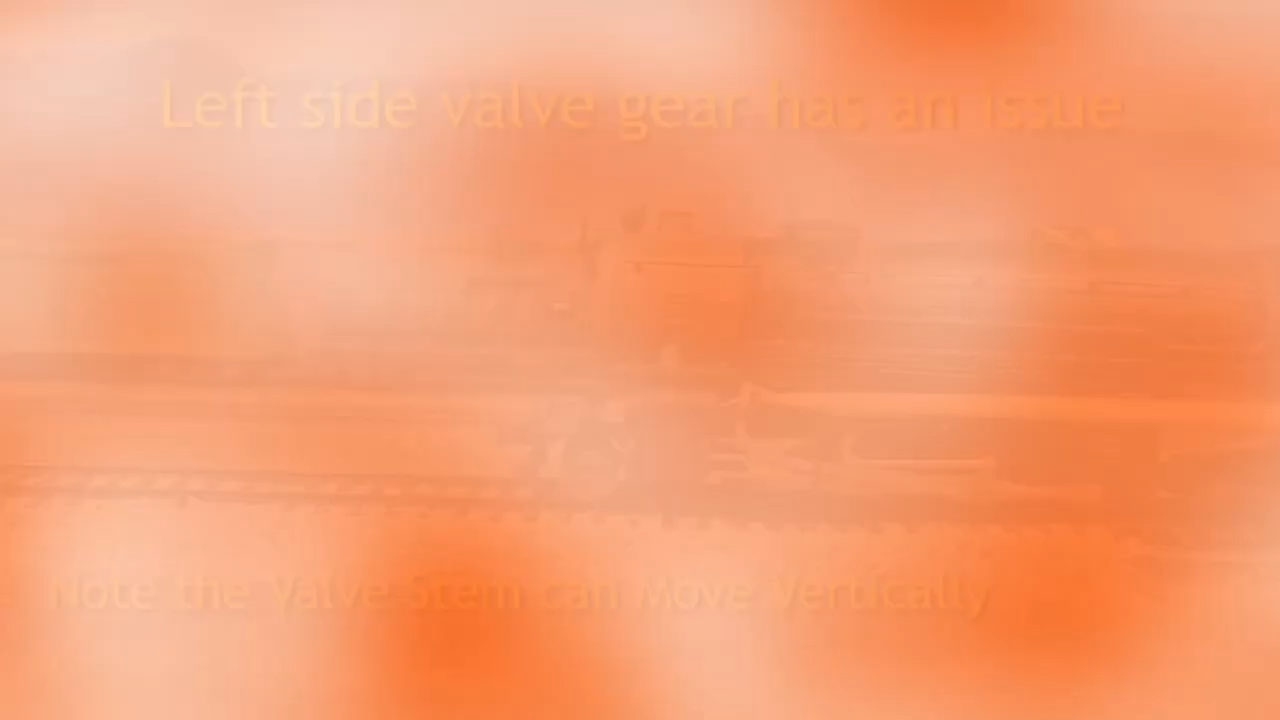 Left side valve gear has an issue
Note the Valve Stem can Move Vertically